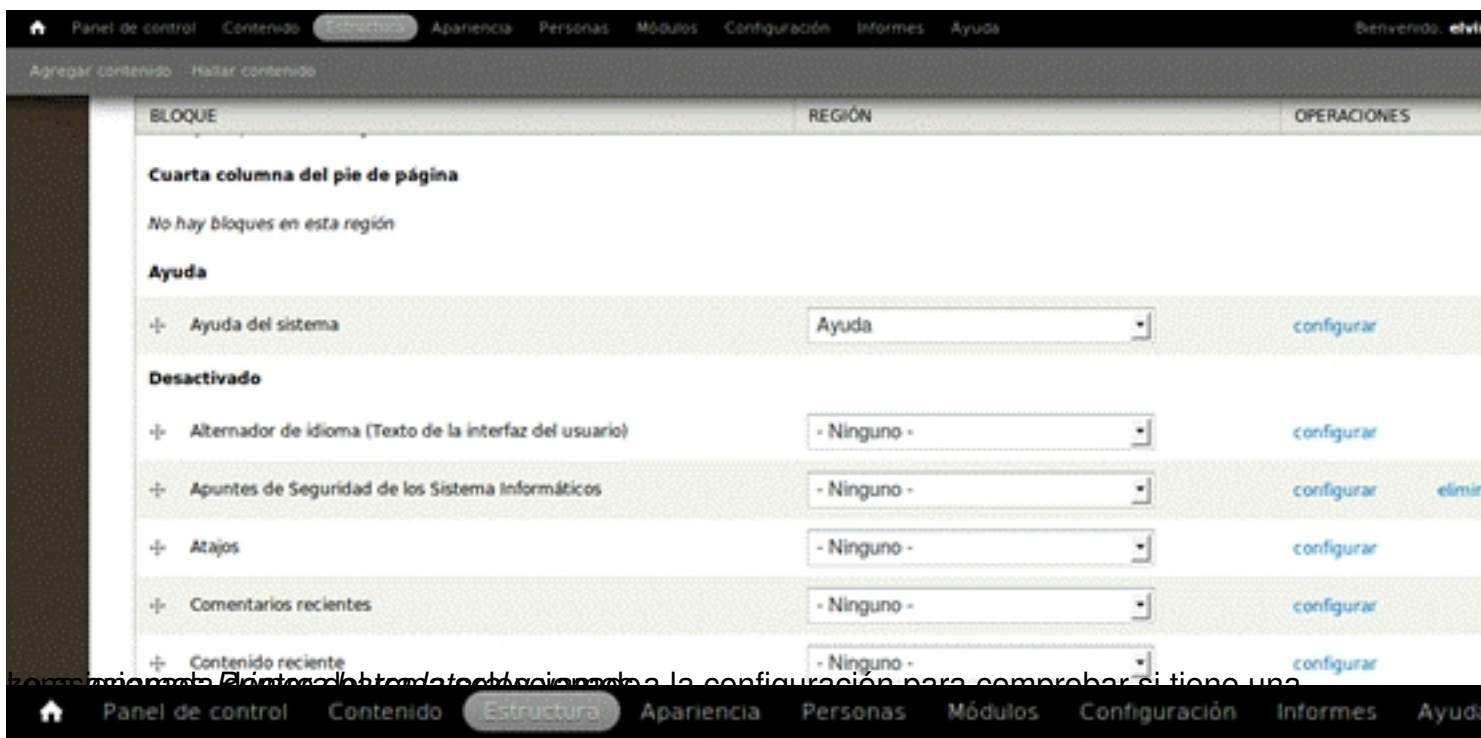 Panel de control Contenido Estructura Apariencia Personas Módulos Configuración Informes Ayuda Bienvenido,
Agregar contenido Hallar contenido
BLOQUE REGIÓN OPERACIONES
Cuarta columna del pie de página
No hay bloques en esta región
Ayuda
Ayuda del sistema Ayuda configurar
Desactivado
Alternador de idioma (Texto de la interfaz del usuario) - Ninguno - configurar
Apuntes de Seguridad de los Sistema Informáticos - Ninguno - configurar
Atajos - Ninguno - configurar
Comentarios recientes - Ninguno - configurar
Contenido reciente - Ninguno - configurar
a la configuración para comprobar si tiene una
Panel de control Contenido Estructura Apariencia Personas Módulos Configuración Informes